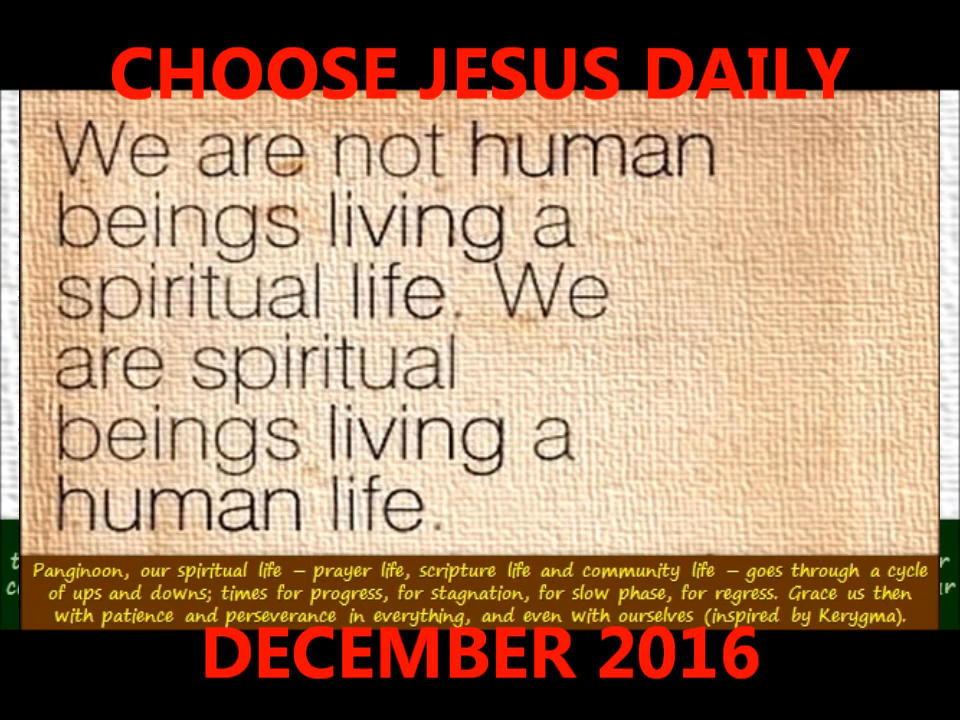 CHOOSE JESUS DAILY
We are not human
beings living a
spiritual life. We
are spiritual
beings living a
human life.
Panginoon, our spiritual life – prayer life, scripture life and community life – goes through a cycle
of ups and downs; times for progress, for stagnation, for slow phase, for regress. Grace us then
with patience and perseverance in everything, and even with ourselves (inspired by Kerygma).
DECEMBER 2016